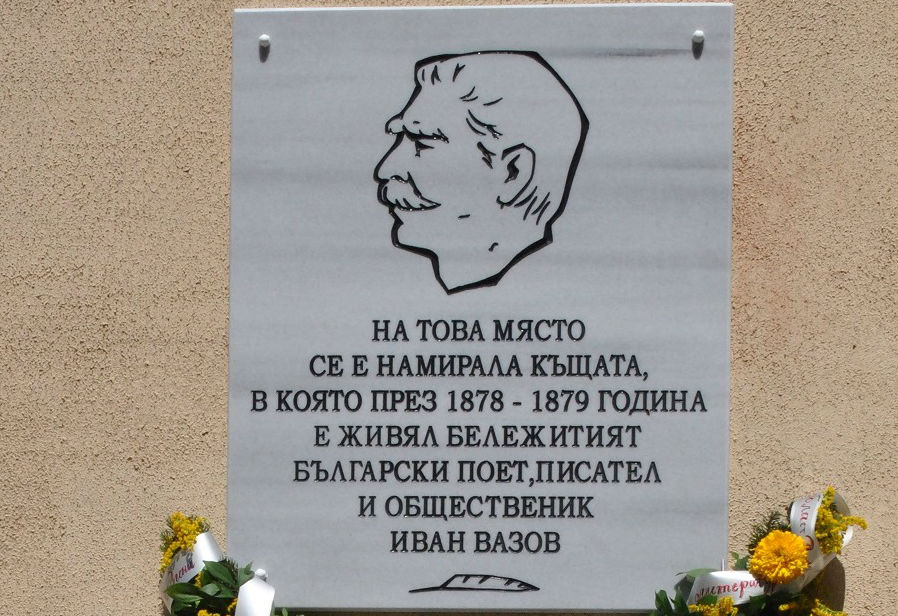 НА ТОВА МЯСТО
СЕ Е НАМИРАЛА КЪЩАТА,
В КОЯТО ПРЕЗ 1878 - 1879 ГОДИНА
Е ЖИВЯЛ БЕЛЕЖИТИЯТ
БЪЛГАРСКИ ПОЕТ,ПИСАТЕЛ
И ОБЩЕСТВЕНИК
ИВАН ВАЗОВ